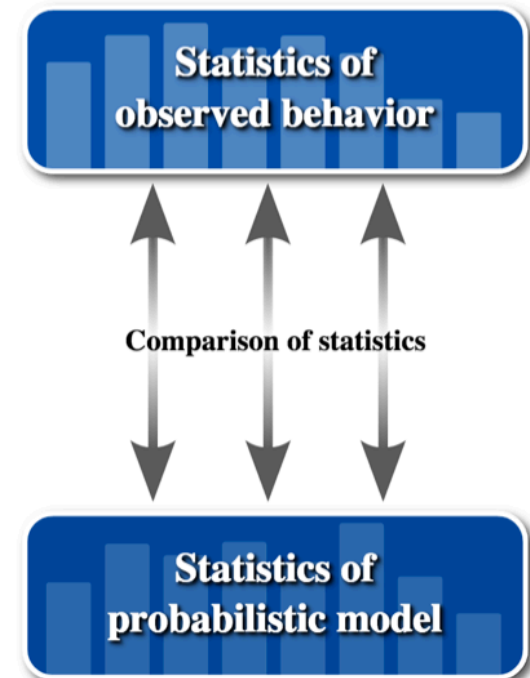 Statistics of
observed behavior
Comparison of statistics
Statistics of
probabilistic model